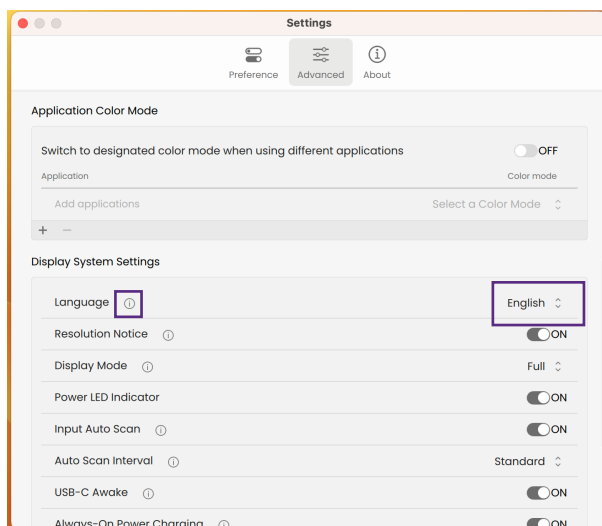 Settings
Preference Advanced About
Application Color Mode
Switch to designated color mode when using different applications OFF
Application Color mode
Add applications Select a Color Mode
+ −
Display System Settings
Language English
Resolution Notice ON
Display Mode Full
Power LED Indicator ON
Input Auto Scan ON
Auto Scan Interval Standard
USB-C Awake ON
Always-On Power Charging ON